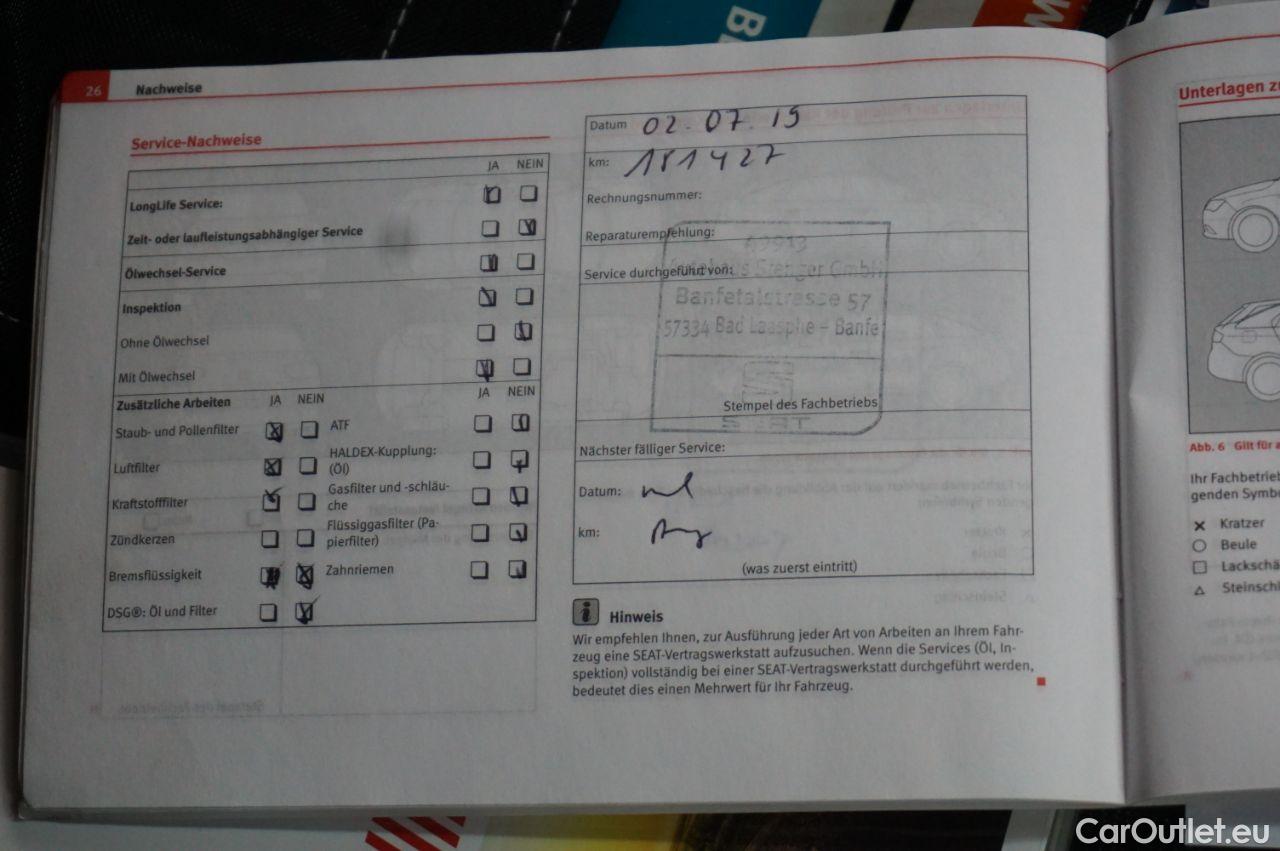 26 Nachweise
Service-Nachweise
JA NEIN
LongLife Service:
Zeit- oder laufleistungsabhängiger Service
Ölwechsel-Service
Inspektion
Ohne Ölwechsel
Mit Ölwechsel
Zusätzliche Arbeiten JA NEIN JA NEIN
Staub- und Pollenfilter ATF
Luftfilter HALDEX-Kupplung:
(Öl)
Kraftstofffilter Gasfilter und -schläu-
che
Zündkerzen Flüssiggasfilter (Pa-
pierfilter)
Bremsflüssigkeit Zahnriemen
DSG®: Öl und Filter
Datum 02.07.19
km: 181427
Rechnungsnummer:
Reparaturempfehlung:
Service durchgeführt von:
Stenger GmbH
Banfetalstrasse 57
57334 Bad Laasphe - Banfe
Stempel des Fachbetriebs
SEAT
Nächster fälliger Service:
Datum:
km:
(was zuerst eintritt)
i Hinweis
Wir empfehlen Ihnen, zur Ausführung jeder Art von Arbeiten an Ihrem Fahr-
zeug eine SEAT-Vertragswerkstatt aufzusuchen. Wenn die Services (Öl, In-
spektion) vollständig bei einer SEAT-Vertragswerkstatt durchgeführt werden,
bedeutet dies einen Mehrwert für Ihr Fahrzeug.
Unterlagen
Abb. 6 Gilt für
Ihr Fachbetrieb
genden
Kratzer
Beule
CarOutlet.eu